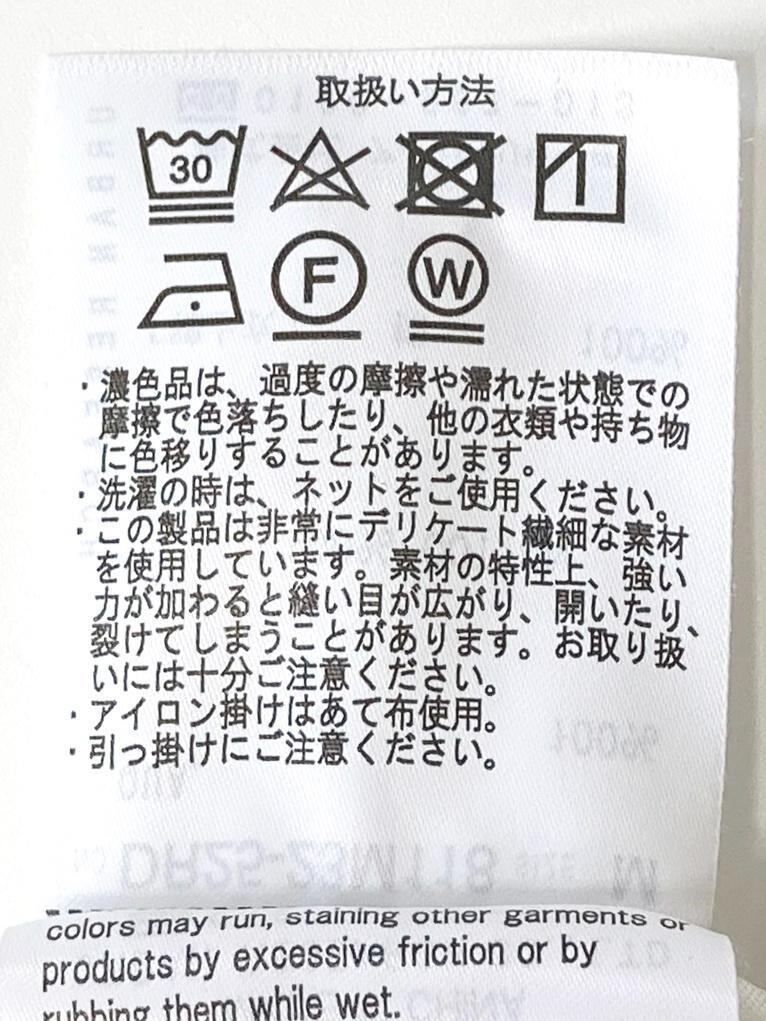 取扱い方法
30
F W
・濃色品は、過度の摩擦や濡れた状態での
摩擦で色落ちしたり、他の衣類や持ち物
に色移りすることがあります。
・洗濯の時は、ネットをご使用ください。
・この製品は非常にデリケート繊細な素材
を使用しています。素材の特性上、強い
力が加わると縫い目が広がり、開いたり、
裂けてしまうことがあります。お取り扱
いには十分ご注意ください。
・アイロン掛けはあて布使用。
・引っ掛けにご注意ください。
colors may run, staining other garments or
products by excessive friction or by
rubbing them while wet.